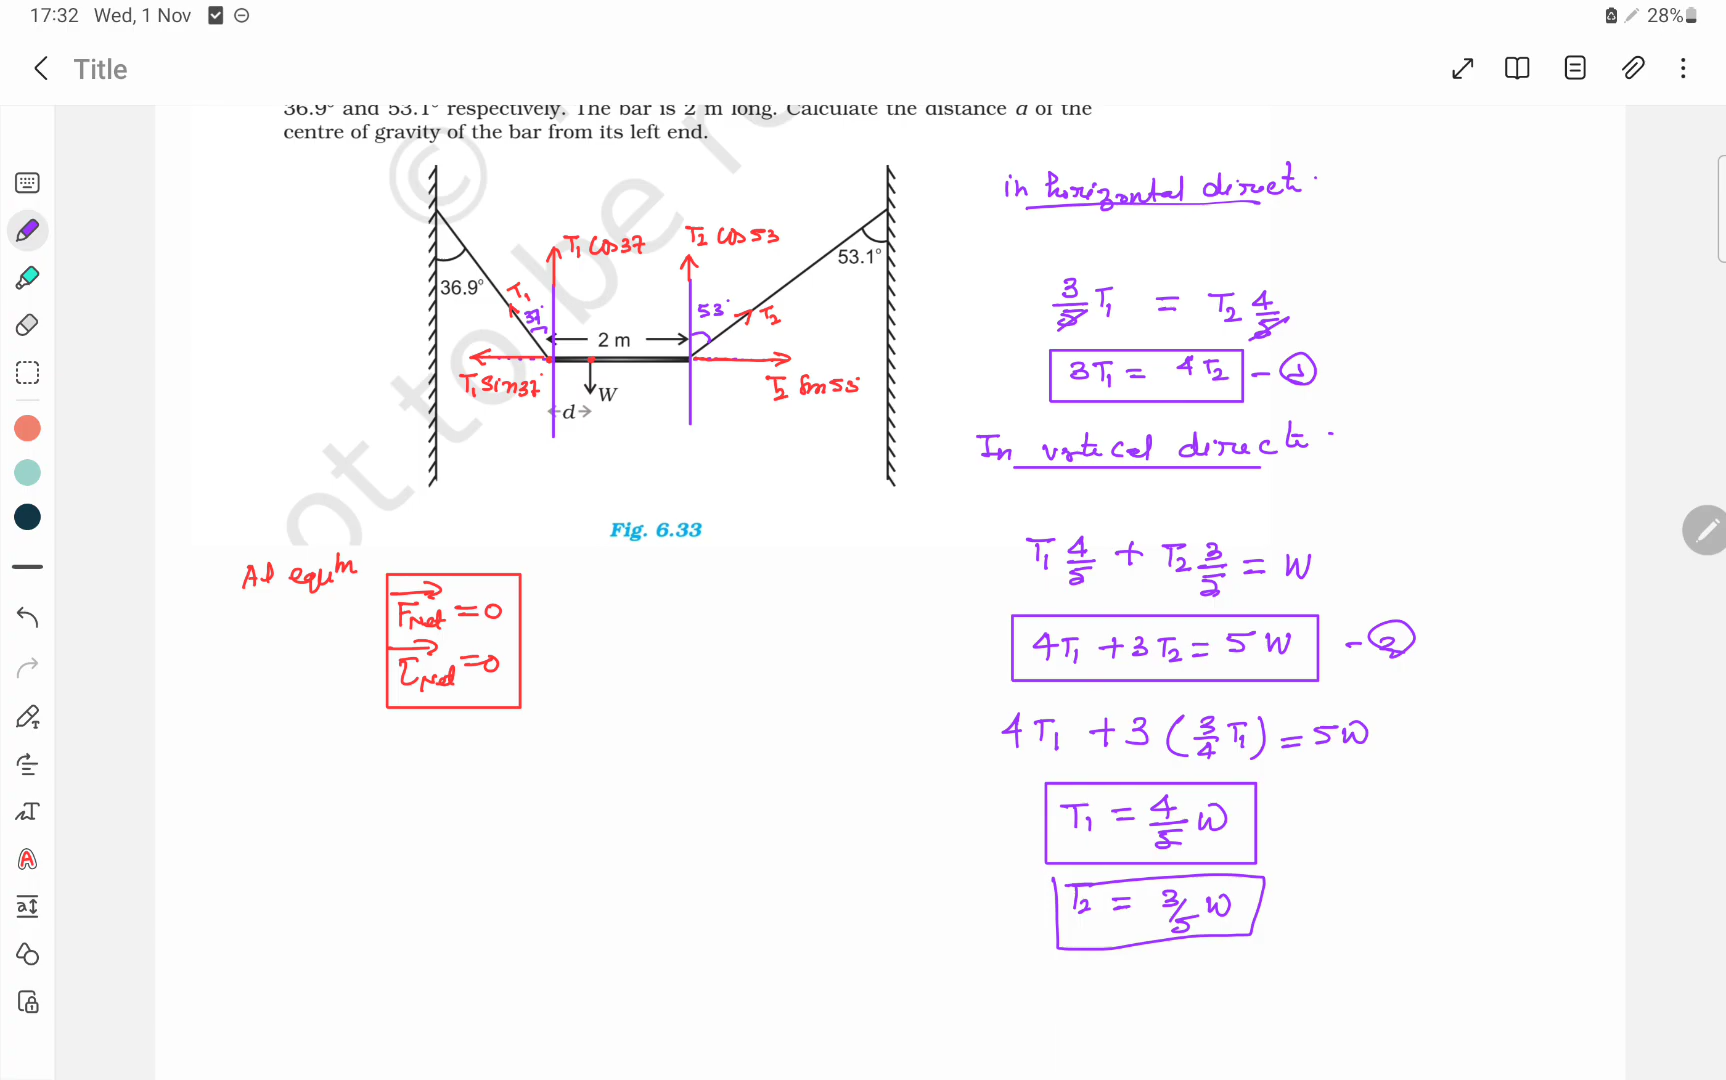 17:32 Wed, 1 Nov
28%
Title
36.9° and 53.1° respectively. The bar is 2 m long. Calculate the distance d of the
centre of gravity of the bar from its left end.
© not to be re
36.9°
53.1°
T₁
37°
T₁ Cos37
T₂ Cos53
53°
T₂
2 m
T₁ Sin37°
T₂ Sin53
W
d
Fig. 6.33
At equᵐ
Fnet = 0
τnet = 0
in horizontal direct.
3/5 T₁ = T₂ 4/5
3T₁ = 4T₂ - ①
In vertical direct.
T₁ 4/5 + T₂ 3/5 = W
4T₁ + 3T₂ = 5W - ②
4T₁ + 3 (3/4 T₁) = 5W
T₁ = 4/5 W
T₂ = 3/5 W